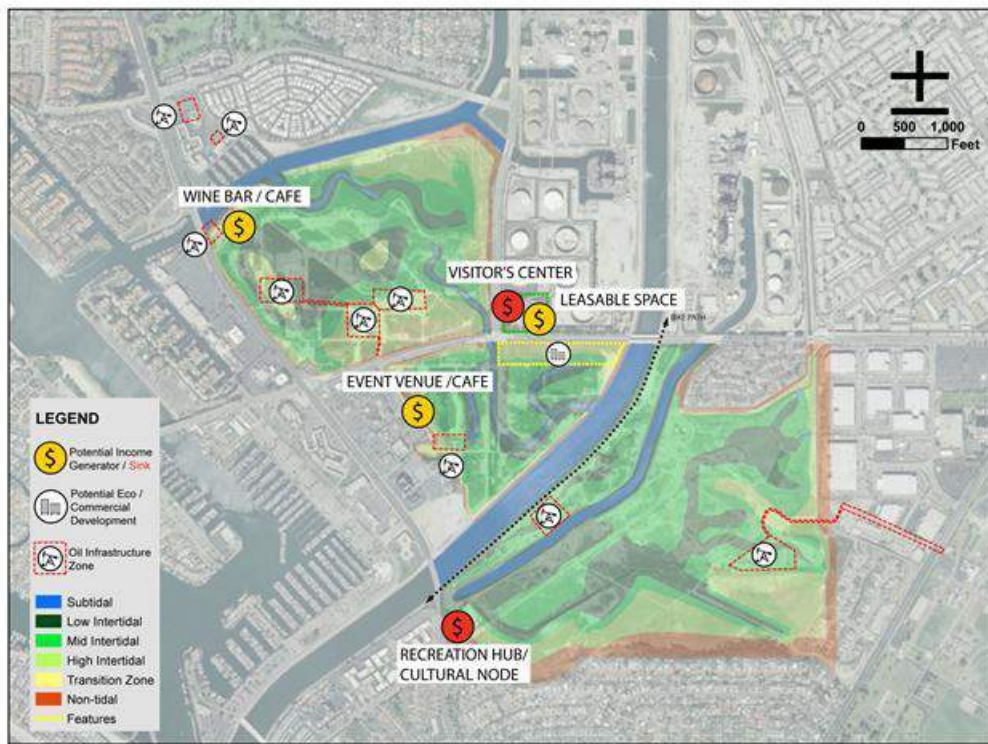 0 500 1,000
Feet
WINE BAR / CAFE
$
VISITOR'S CENTER
$
LEASABLE SPACE
$
BIKE PATH
EVENT VENUE /CAFE
$
$
RECREATION HUB/
CULTURAL NODE
LEGEND
$
Potential Income
Generator / Sink
Potential Eco /
Commercial
Development
Oil Infrastructure
Zone
Subtidal
Low Intertidal
Mid Intertidal
High Intertidal
Transition Zone
Non-tidal
Features